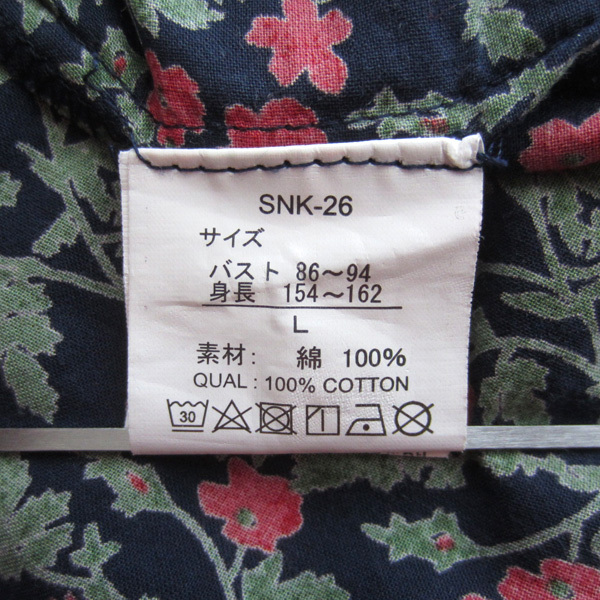 SNK-26
サイズ
バスト 86〜94
身長 154〜162
L
素材: 綿 100%
QUAL : 100% COTTON
30